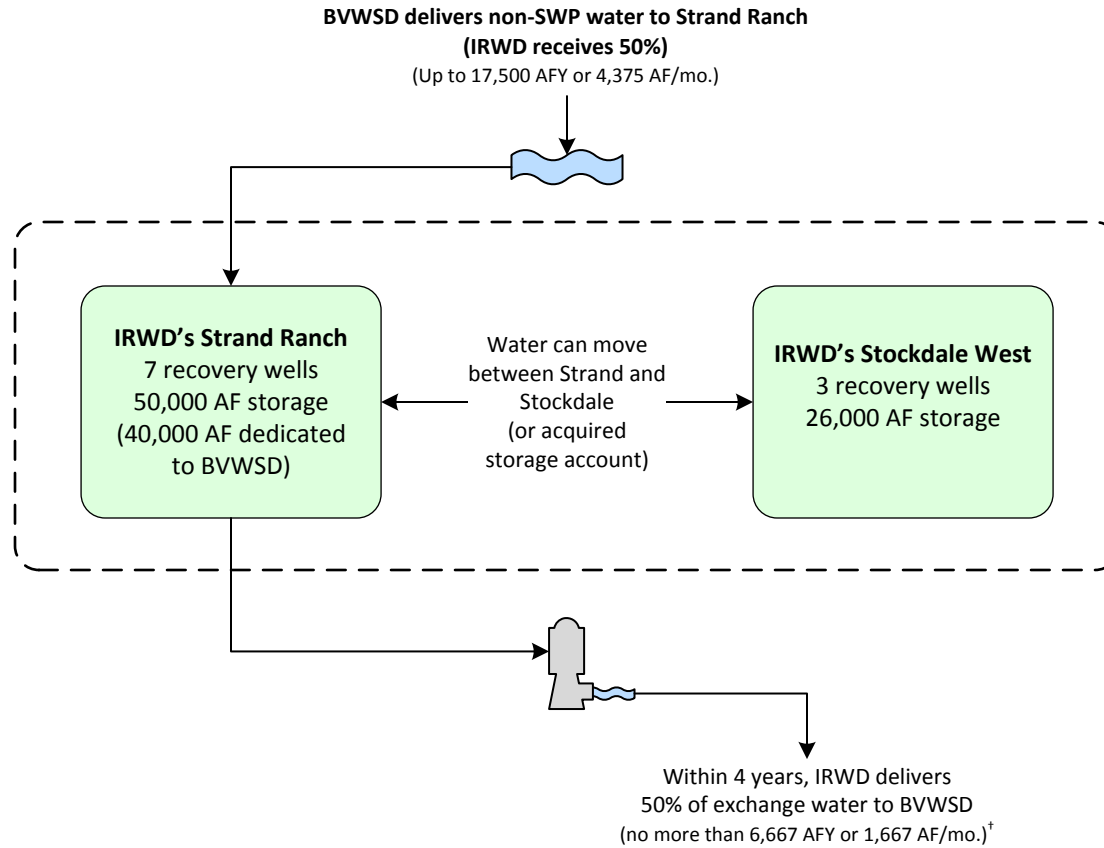 BVWSD delivers non-SWP water to Strand Ranch
(IRWD receives 50%)
(Up to 17,500 AFY or 4,375 AF/mo.)
IRWD’s Strand Ranch
7 recovery wells
50,000 AF storage
(40,000 AF dedicated
to BVWSD)
Water can move
between Strand and
Stockdale
(or acquired
storage account)
IRWD’s Stockdale West
3 recovery wells
26,000 AF storage
Within 4 years, IRWD delivers
50% of exchange water to BVWSD
(no more than 6,667 AFY or 1,667 AF/mo.)†